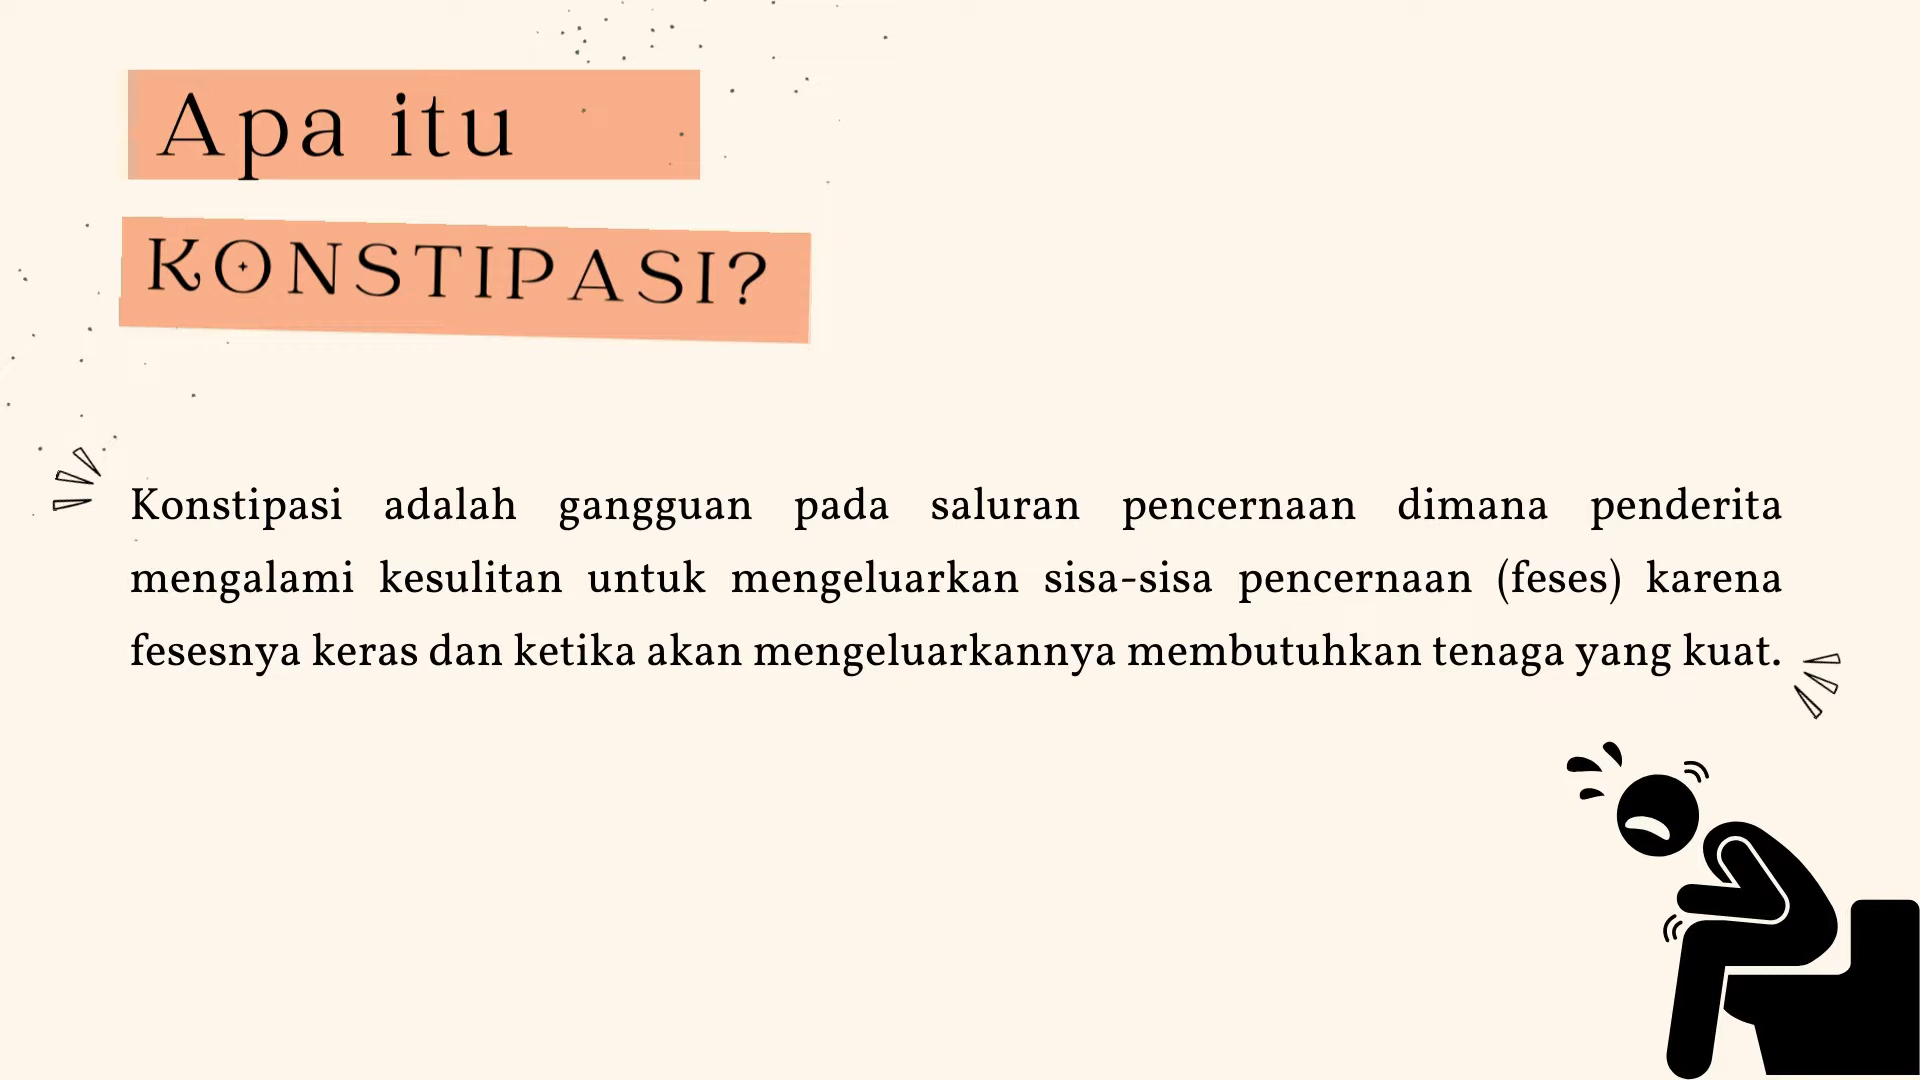 Apa itu
KONSTIPASI?
Konstipasi adalah gangguan pada saluran pencernaan dimana penderita
mengalami kesulitan untuk mengeluarkan sisa-sisa pencernaan (feses) karena
fesesnya keras dan ketika akan mengeluarkannya membutuhkan tenaga yang kuat.